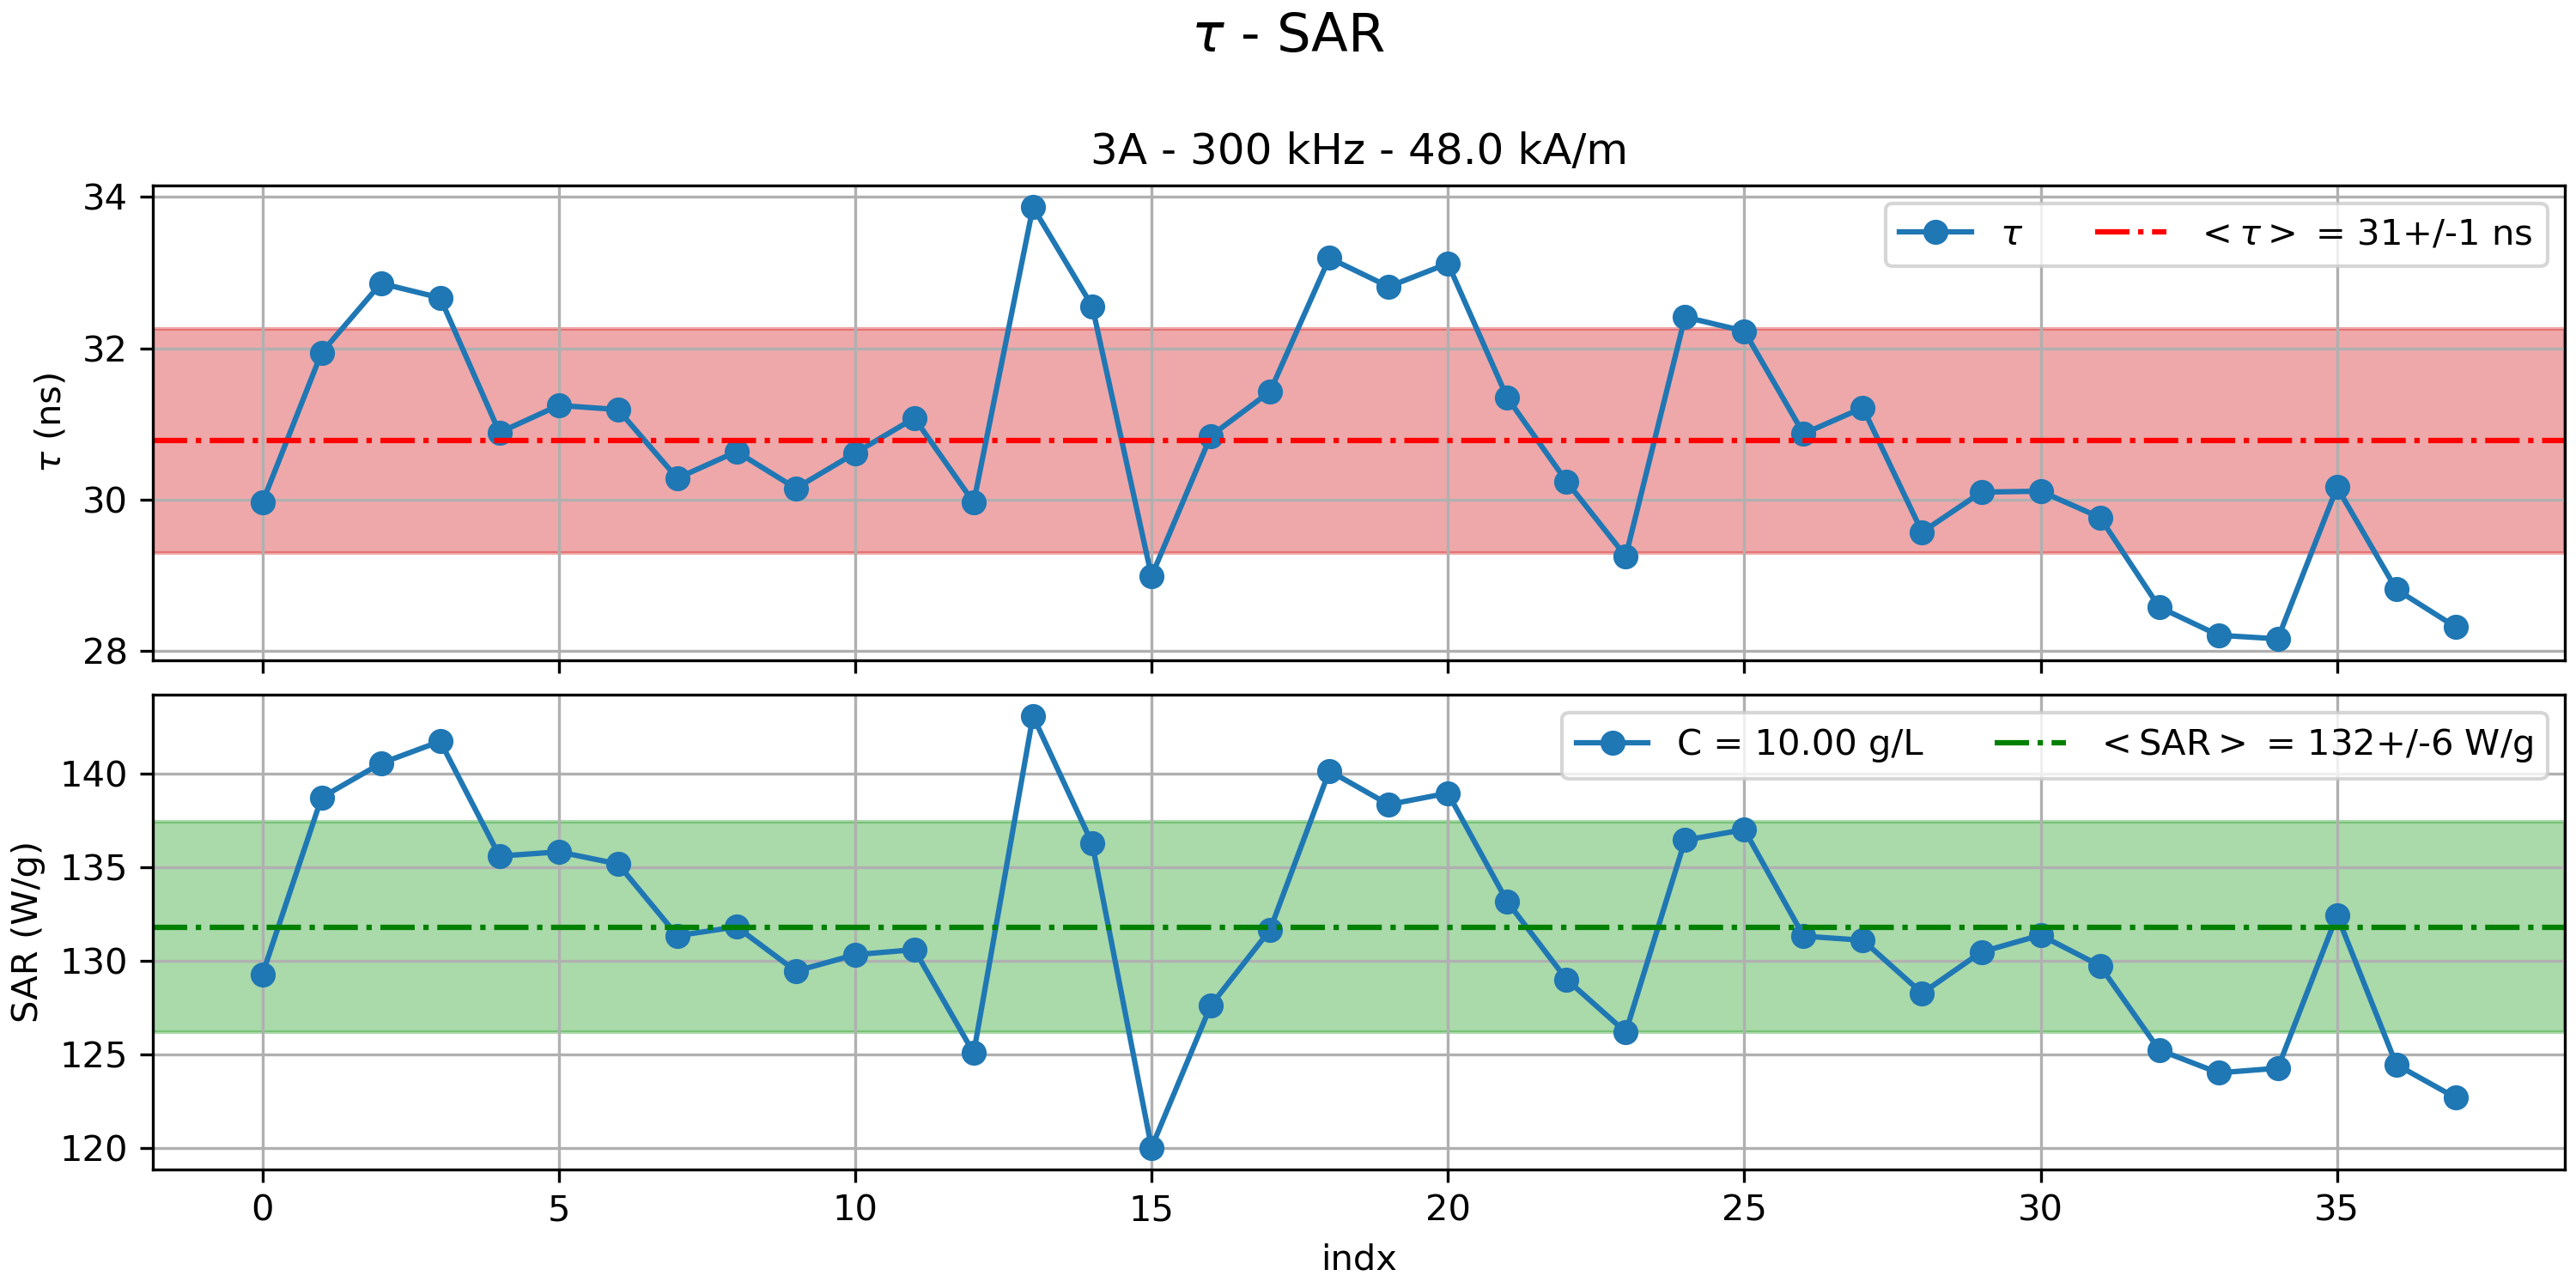 τ - SAR
3A - 300 kHz - 48.0 kA/m
τ (ns)
34
32
30
28
τ
<τ> = 31+/-1 ns
SAR (W/g)
140
135
130
125
120
C = 10.00 g/L
<SAR> = 132+/-6 W/g
0 5 10 15 20 25 30 35
indx